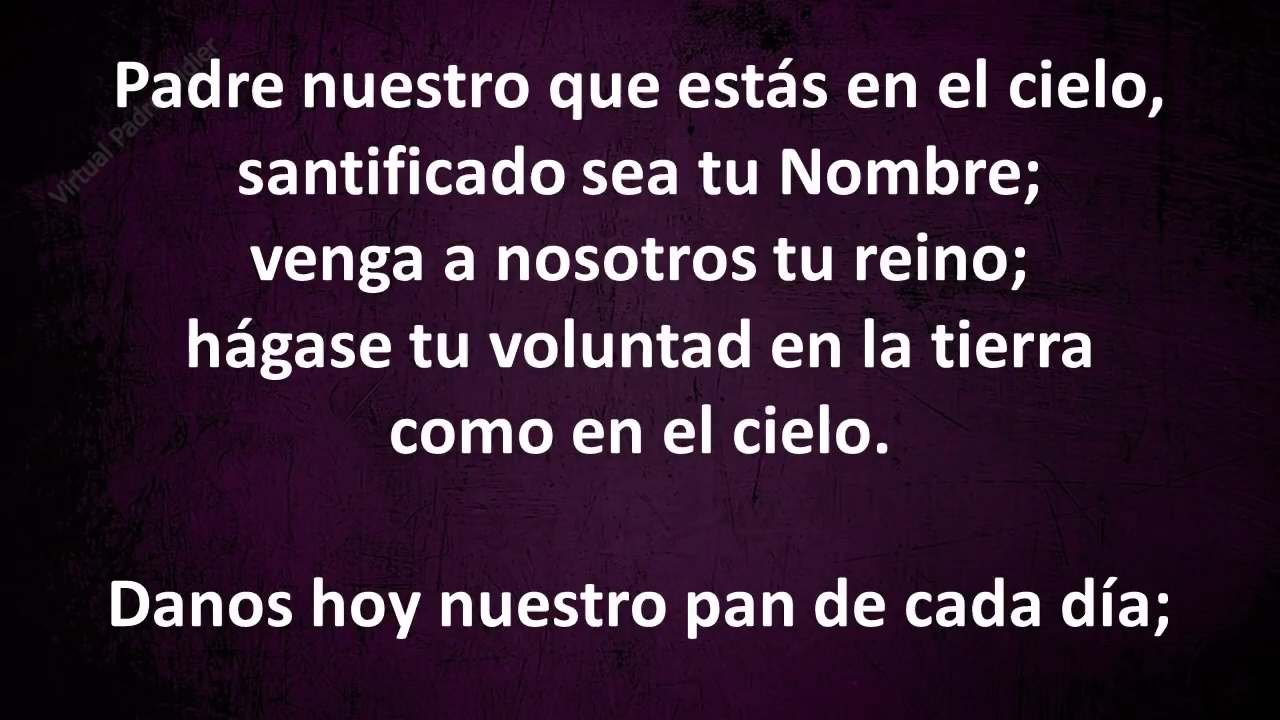 Padre nuestro que estás en el cielo,
santificado sea tu Nombre;
venga a nosotros tu reino;
hágase tu voluntad en la tierra
como en el cielo.
Danos hoy nuestro pan de cada día;
Virtual